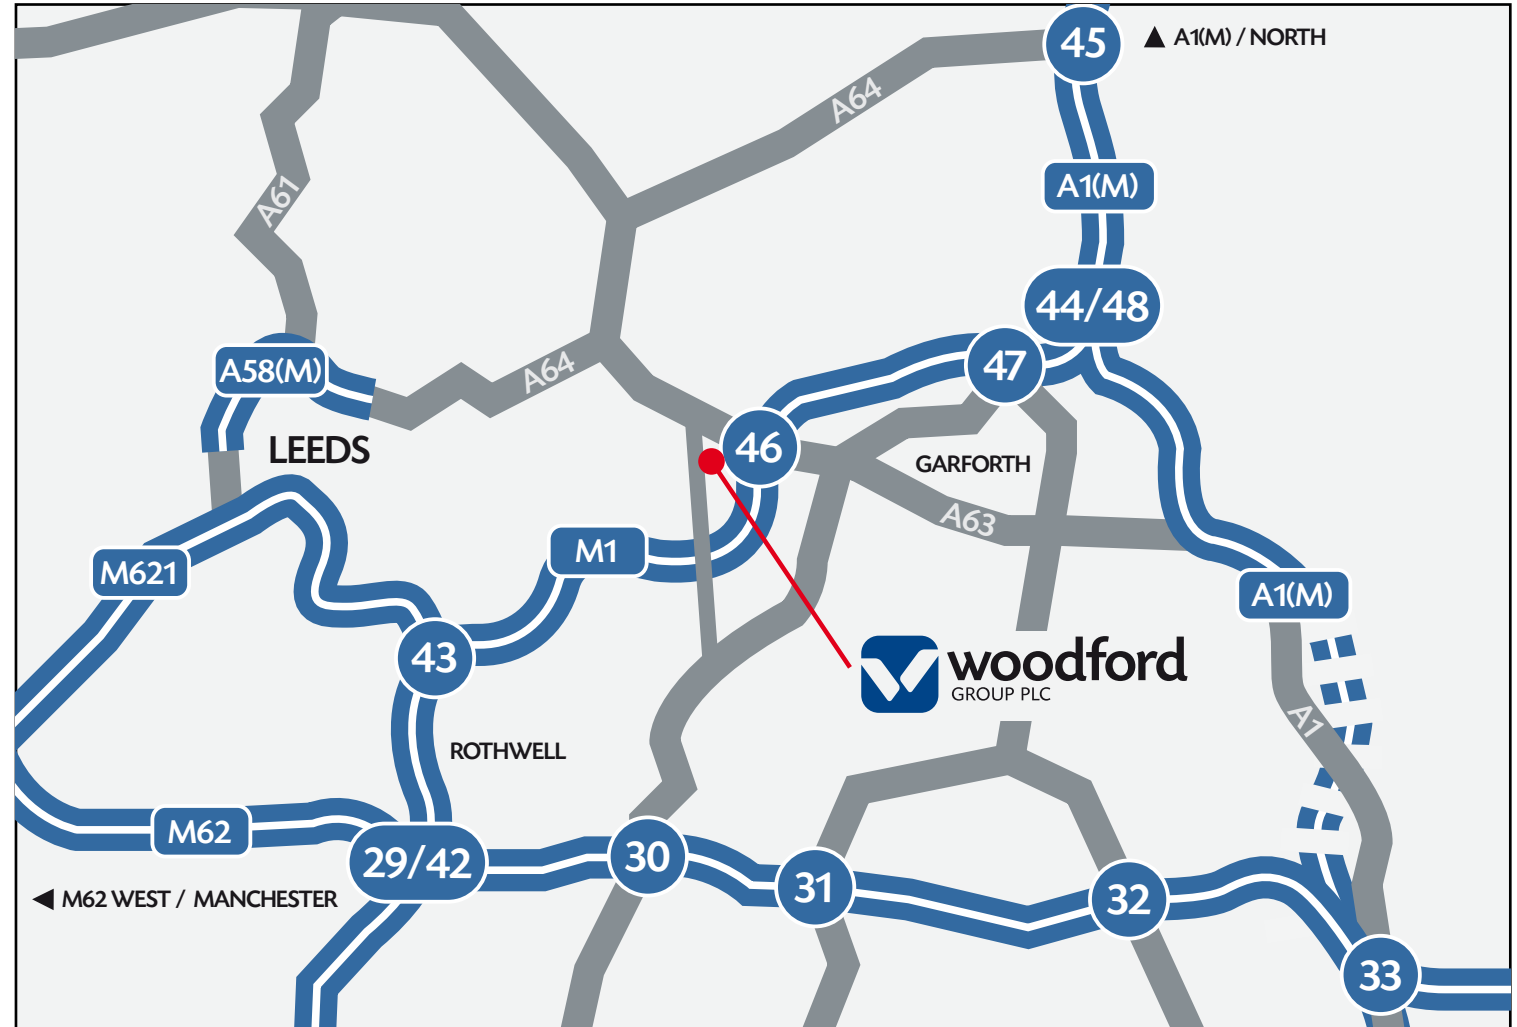 45
▲ A1(M) / NORTH
A64
A1(M)
A61
44/48
A58(M)
A64
47
LEEDS
46
GARFORTH
A63
M621
M1
A1(M)
43
woodford
GROUP PLC
A1
ROTHWELL
M62
29/42
30
31
32
◀ M62 WEST / MANCHESTER
33